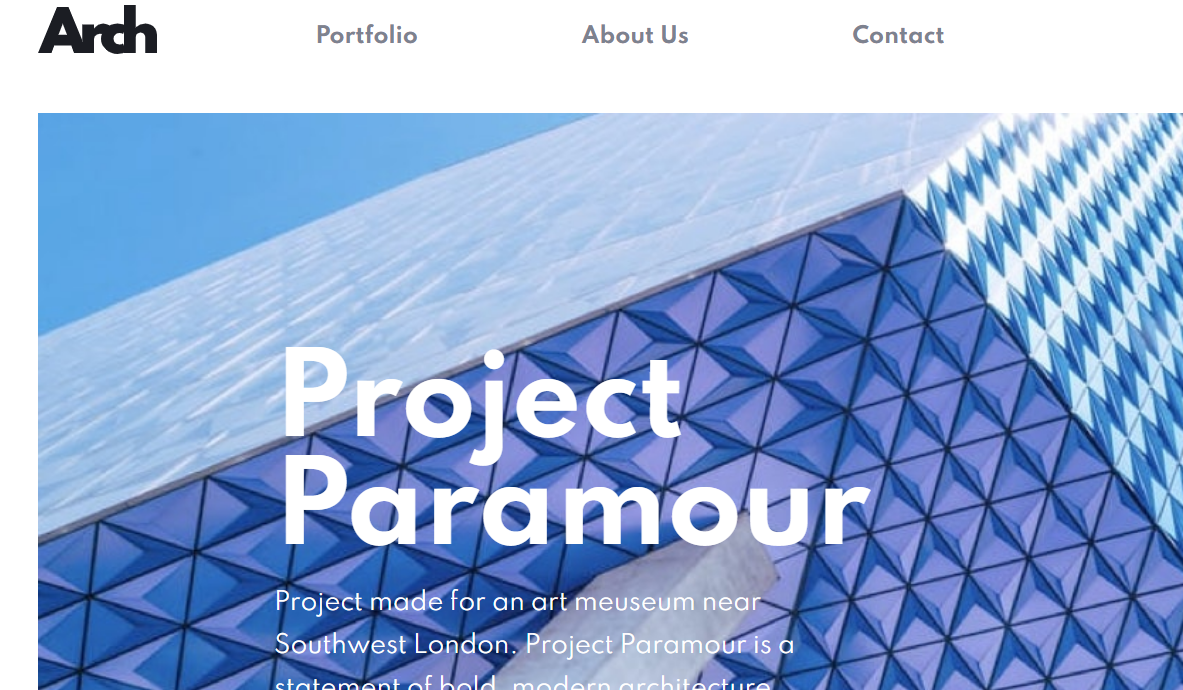 Arch
Portfolio
About Us
Contact
Project
Paramour
Project made for an art meuseum near
Southwest London. Project Paramour is a
statement of bold, modern architecture.